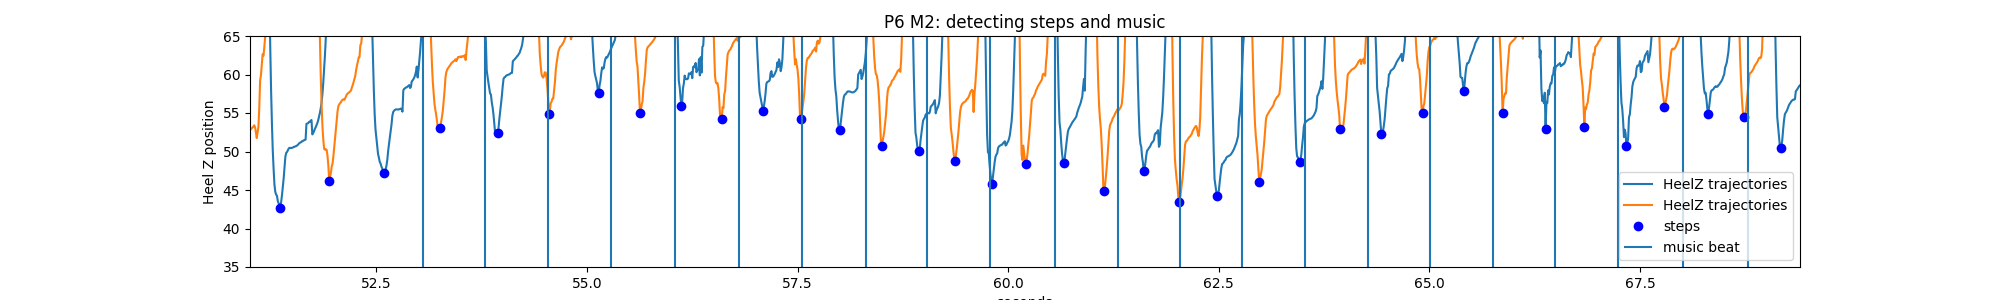 P6 M2: detecting steps and music
Heel Z position
65
60
55
50
45
40
35
52.5
55.0
57.5
60.0
62.5
65.0
67.5
HeelZ trajectories
HeelZ trajectories
steps
music beat
seconds